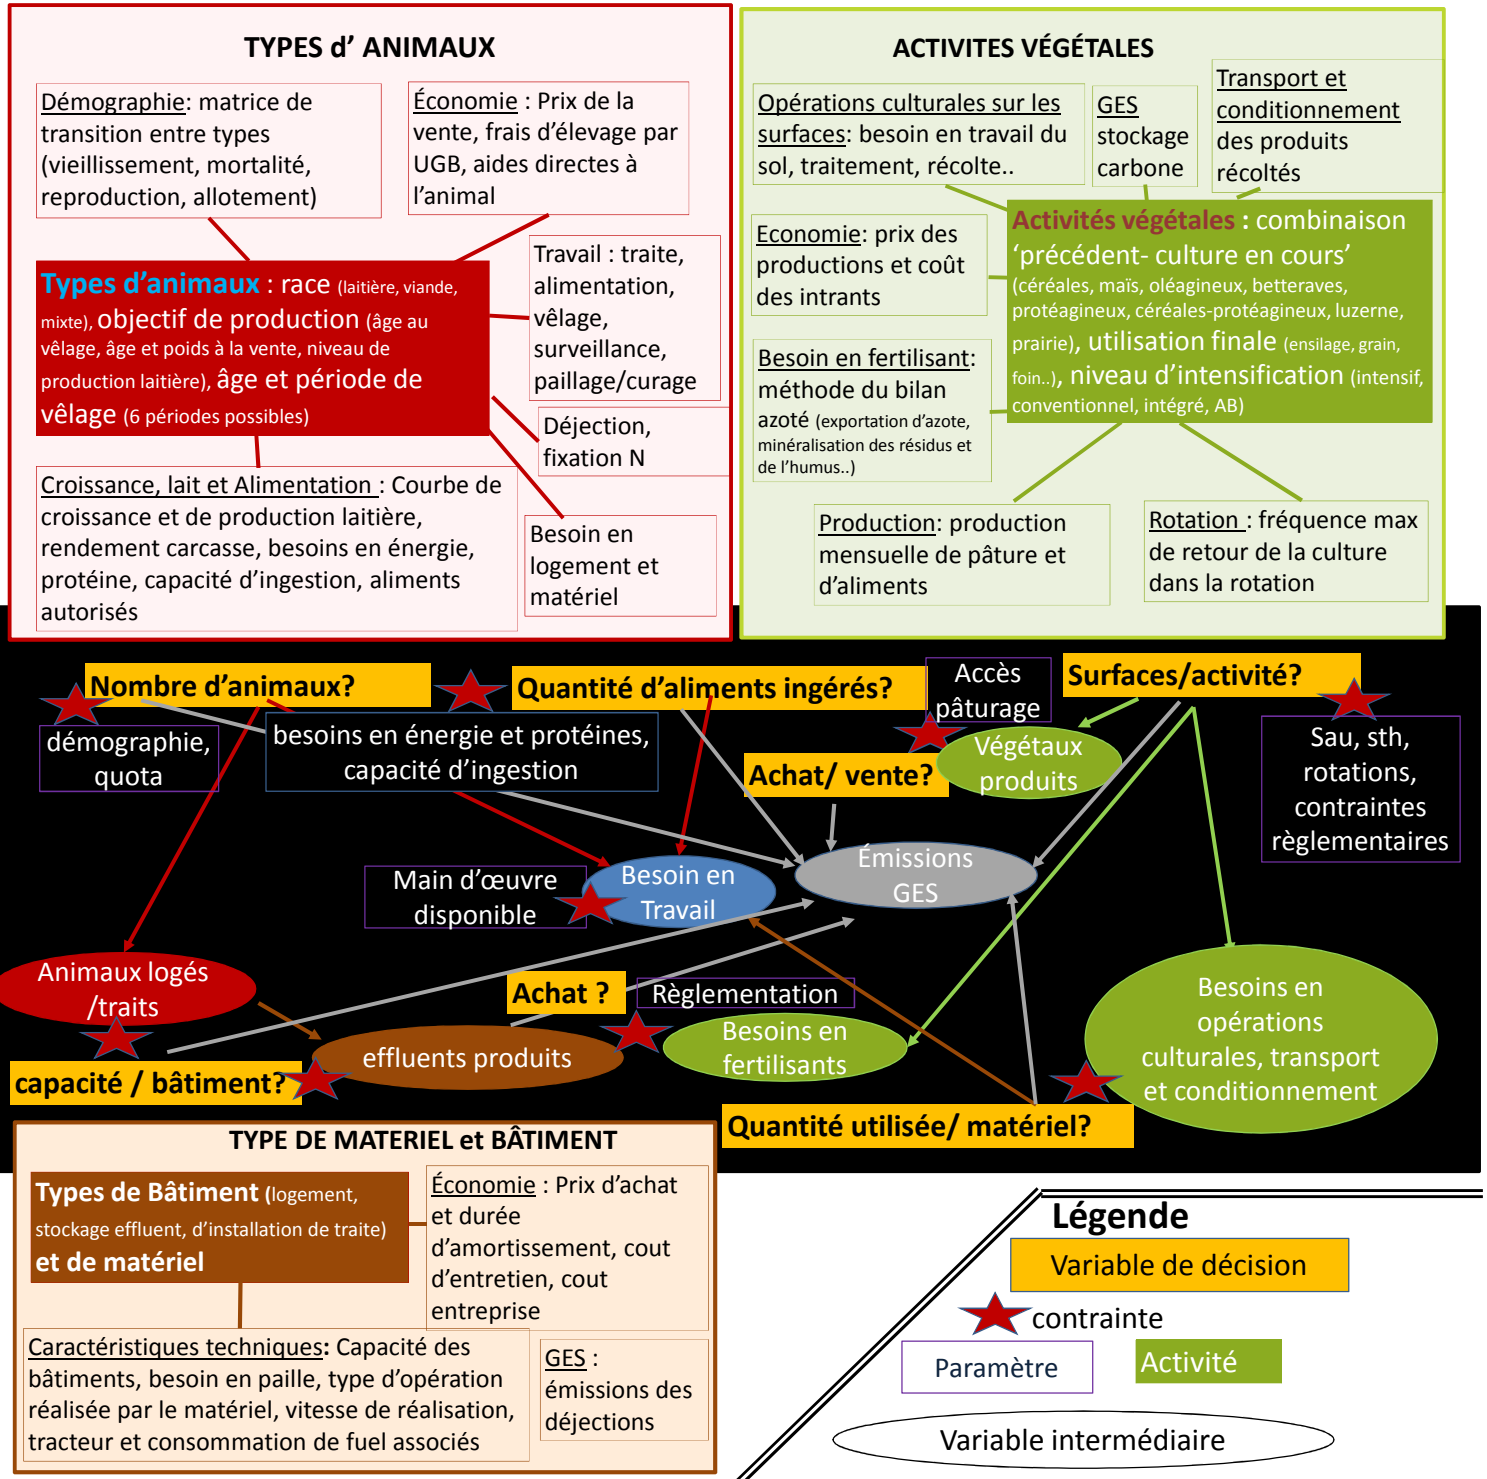 TYPES d’ ANIMAUX
Démographie: matrice de
transition entre types
(vieillissement, mortalité,
reproduction, allotement)
Économie : Prix de la
vente, frais d’élevage par
UGB, aides directes à
l’animal
Types d’animaux : race (laitière, viande,
mixte), objectif de production (âge au
vêlage, âge et poids à la vente, niveau de
production laitière), âge et période de
vêlage (6 périodes possibles)
Travail : traite,
alimentation,
vêlage,
surveillance,
paillage/curage
Déjection,
fixation N
Croissance, lait et Alimentation : Courbe de
croissance et de production laitière,
rendement carcasse, besoins en énergie,
protéine, capacité d’ingestion, aliments
autorisés
Besoin en
logement et
matériel
ACTIVITES VÉGÉTALES
Opérations culturales sur les
surfaces: besoin en travail du
sol, traitement, récolte..
GES
stockage
carbone
Transport et
conditionnement
des produits
récoltés
Economie: prix des
productions et coût
des intrants
Activités végétales : combinaison
‘précédent- culture en cours’
(céréales, maïs, oléagineux, betteraves,
protéagineux, céréales-protéagineux, luzerne,
prairie), utilisation finale (ensilage, grain,
foin..), niveau d’intensification (intensif,
conventionnel, intégré, AB)
Besoin en fertilisant:
méthode du bilan
azoté (exportation d’azote,
minéralisation des résidus et
de l’humus..)
Production: production
mensuelle de pâture et
d’aliments
Rotation : fréquence max
de retour de la culture
dans la rotation
Nombre d’animaux?
Quantité d’aliments ingérés?
Accès
pâturage
Surfaces/activité?
démographie,
quota
besoins en énergie et protéines,
capacité d’ingestion
Achat/ vente?
Végétaux
produits
Sau, sth,
rotations,
contraintes
règlementaires
Main d’œuvre
disponible
Besoin en
Travail
Émissions
GES
Animaux logés
/traits
Achat ?
Règlementation
Besoins en
opérations
culturales, transport
et conditionnement
effluents produits
Besoins en
fertilisants
capacité / bâtiment?
Quantité utilisée/ matériel?
TYPE DE MATERIEL et BÂTIMENT
Types de Bâtiment (logement,
stockage effluent, d’installation de traite)
et de matériel
Économie : Prix d’achat
et durée
d’amortissement, cout
d’entretien, cout
entreprise
Caractéristiques techniques: Capacité des
bâtiments, besoin en paille, type d’opération
réalisée par le matériel, vitesse de réalisation,
tracteur et consommation de fuel associés
GES :
émissions des
déjections
Légende
Variable de décision
contrainte
Paramètre
Activité
Variable intermédiaire